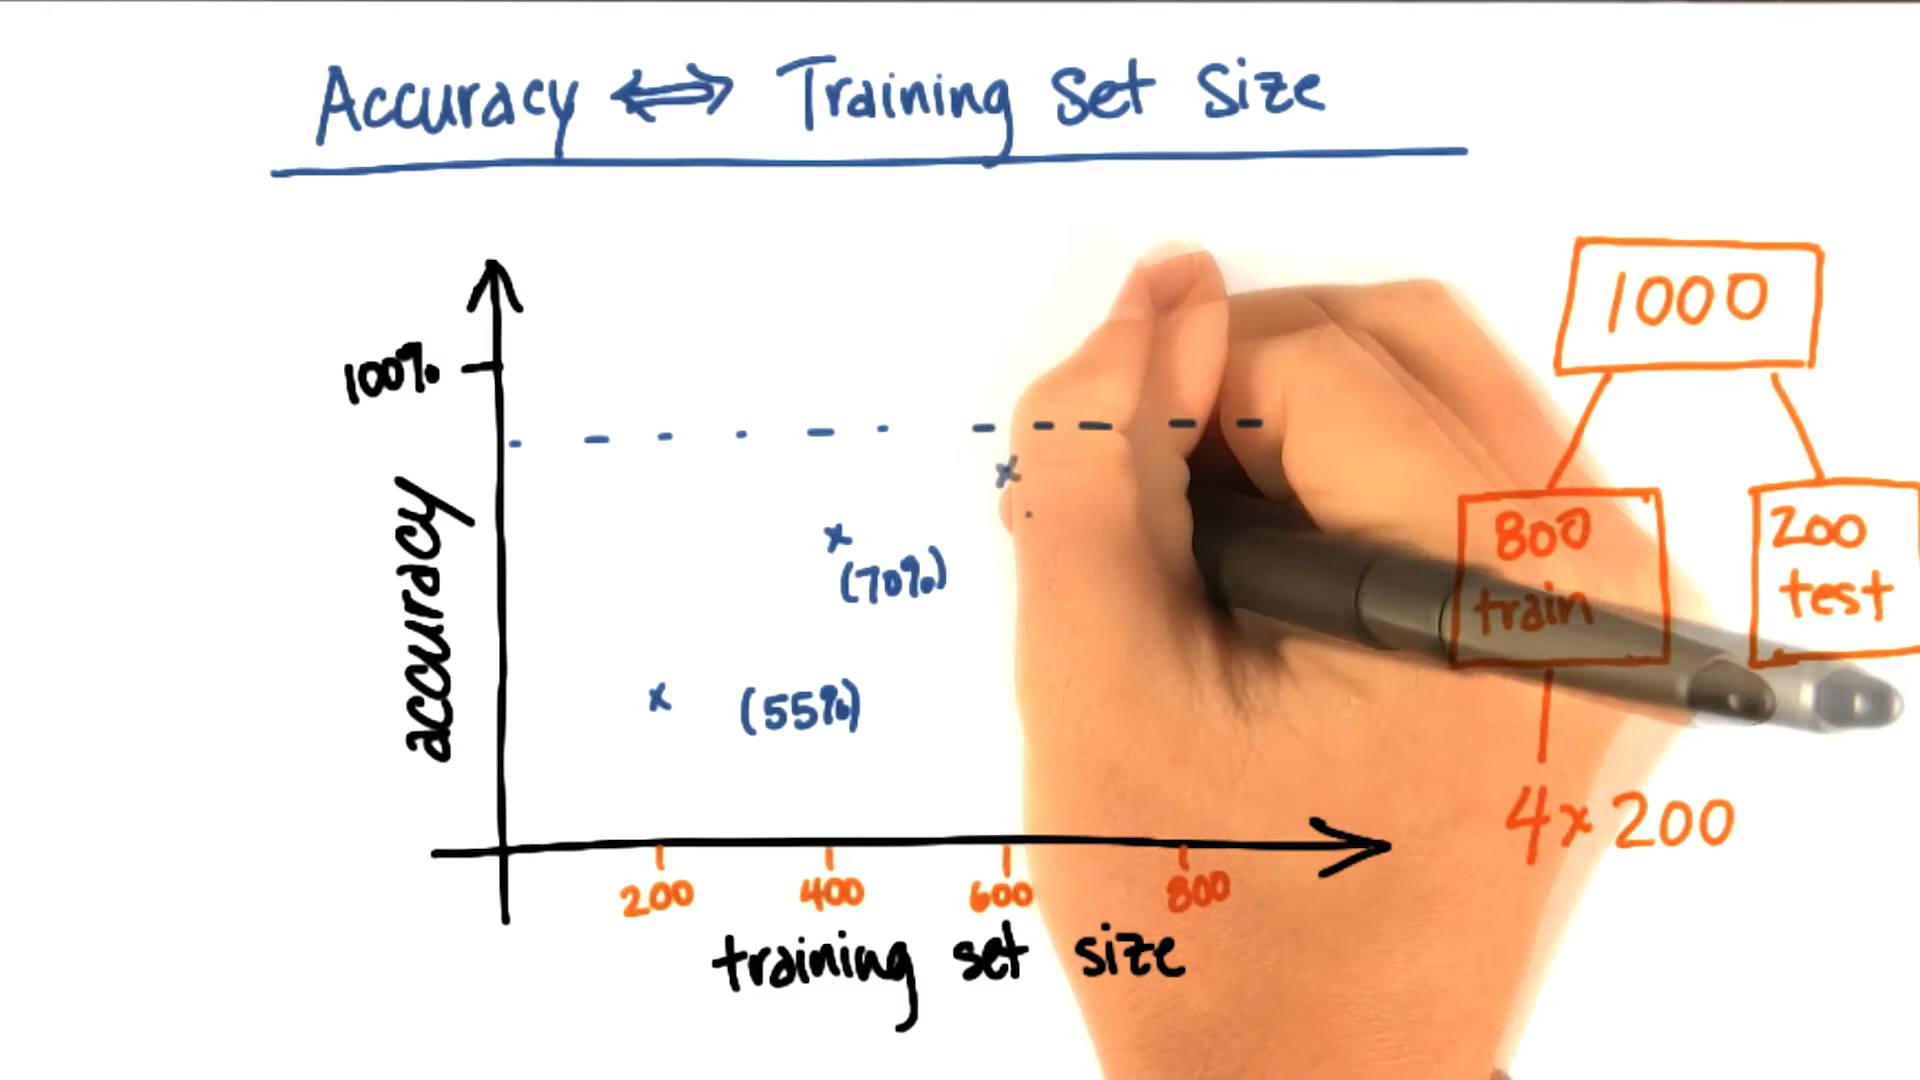 Accuracy ⟺ Training Set Size
100%
accuracy
x
x
(70%)
x (55%)
200 400 600 800
training set size
1000
800
train
200
test
4x200